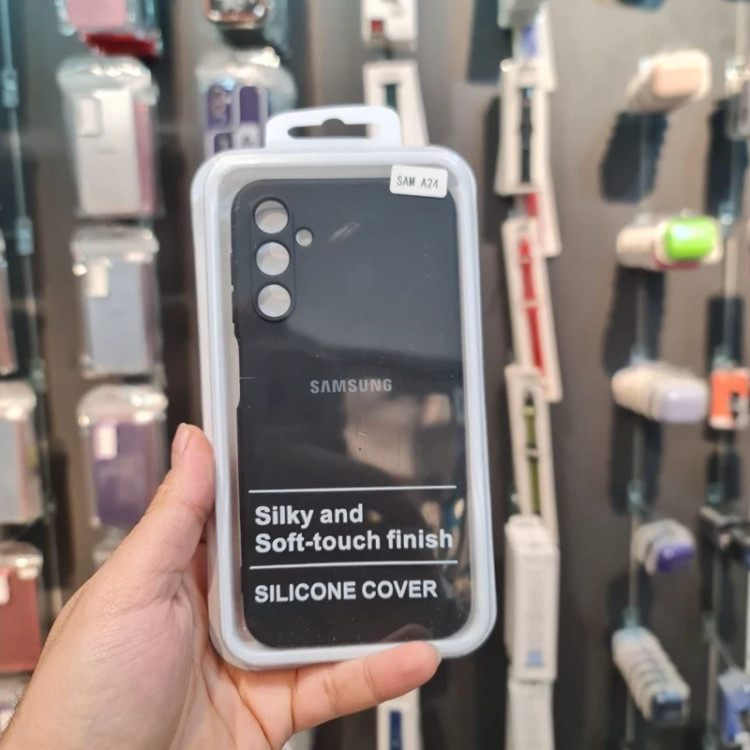 SAM A24
SAMSUNG
Silky and
Soft-touch finish
SILICONE COVER